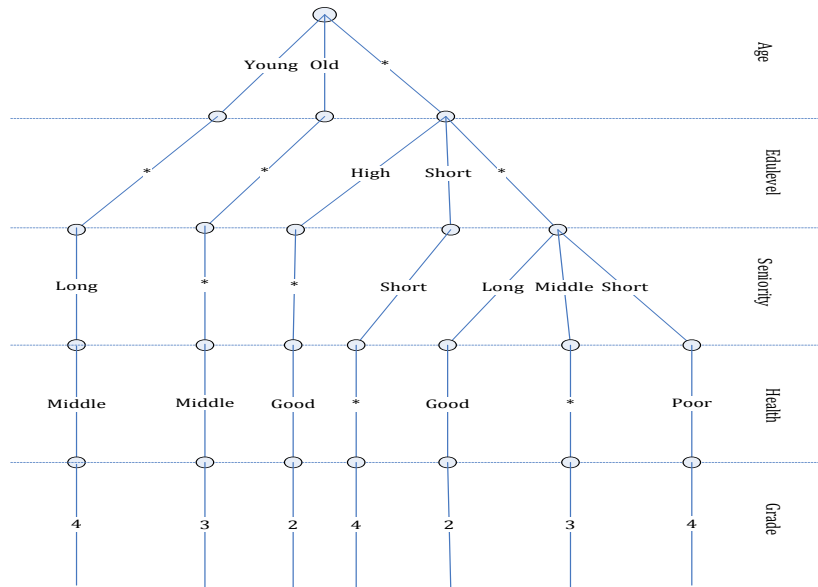 Young Old *
Age
* * High Short *
Edulevel
Long * * Short Long Middle Short
Seniority
Middle Middle Good * Good * Poor
Health
4 3 2 4 2 3 4
Grade